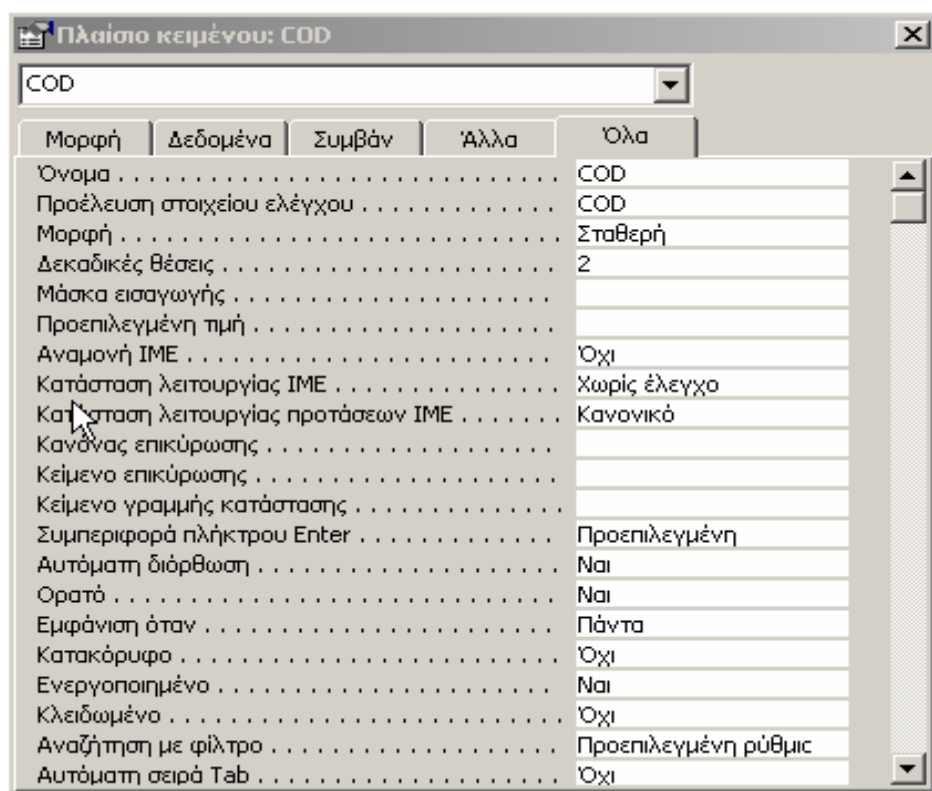 Πλαίσιο κειμένου: COD
COD
Μορφή Δεδομένα Συμβάν Άλλα Όλα
Όνομα . . . . . . . . . . . . . . . . . . . . . . . . . . . . . COD
Προέλευση στοιχείου ελέγχου . . . . . . . . . . . . . COD
Μορφή . . . . . . . . . . . . . . . . . . . . . . . . . . . . . Σταθερή
Δεκαδικές θέσεις . . . . . . . . . . . . . . . . . . . . . . 2
Μάσκα εισαγωγής . . . . . . . . . . . . . . . . . . . . .
Προεπιλεγμένη τιμή . . . . . . . . . . . . . . . . . . . .
Αναμονή IME . . . . . . . . . . . . . . . . . . . . . . . . Όχι
Κατάσταση λειτουργίας IME . . . . . . . . . . . . . . . Χωρίς έλεγχο
Κατάσταση λειτουργίας προτάσεων IME . . . . . . . Κανονικό
Κανόνας επικύρωσης . . . . . . . . . . . . . . . . . . .
Κείμενο επικύρωσης . . . . . . . . . . . . . . . . . . . .
Κείμενο γραμμής κατάστασης . . . . . . . . . . . . . .
Συμπεριφορά πλήκτρου Enter . . . . . . . . . . . . . Προεπιλεγμένη
Αυτόματη διόρθωση . . . . . . . . . . . . . . . . . . . . Ναι
Ορατό . . . . . . . . . . . . . . . . . . . . . . . . . . . . . Ναι
Εμφάνιση όταν . . . . . . . . . . . . . . . . . . . . . . . Πάντα
Κατακόρυφο . . . . . . . . . . . . . . . . . . . . . . . . . Όχι
Ενεργοποιημένο . . . . . . . . . . . . . . . . . . . . . . Ναι
Κλειδωμένο . . . . . . . . . . . . . . . . . . . . . . . . . . Όχι
Αναζήτηση με φίλτρο . . . . . . . . . . . . . . . . . . . Προεπιλεγμένη ρύθμις
Αυτόματη σειρά Tab . . . . . . . . . . . . . . . . . . . . Όχι